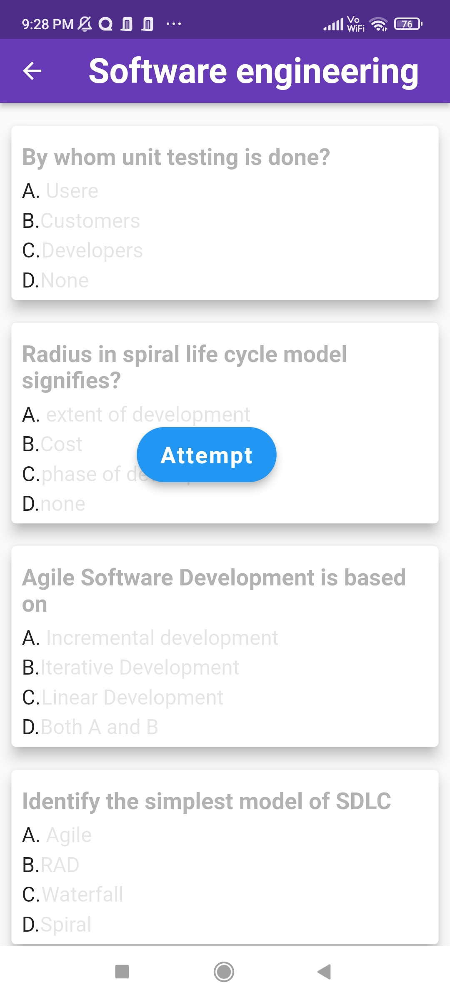 9:28 PM
Vo
WiFi
76
Software engineering
By whom unit testing is done?
A. Usere
B.Customers
C.Developers
D.None
Radius in spiral life cycle model
signifies?
A. extent of development
B.Cost
Attempt
C.phase of
D.none
Agile Software Development is based
on
A. Incremental development
B.Iterative Development
C.Linear Development
D.Both A and B
Identify the simplest model of SDLC
A. Agile
B.RAD
C.Waterfall
D.Spiral